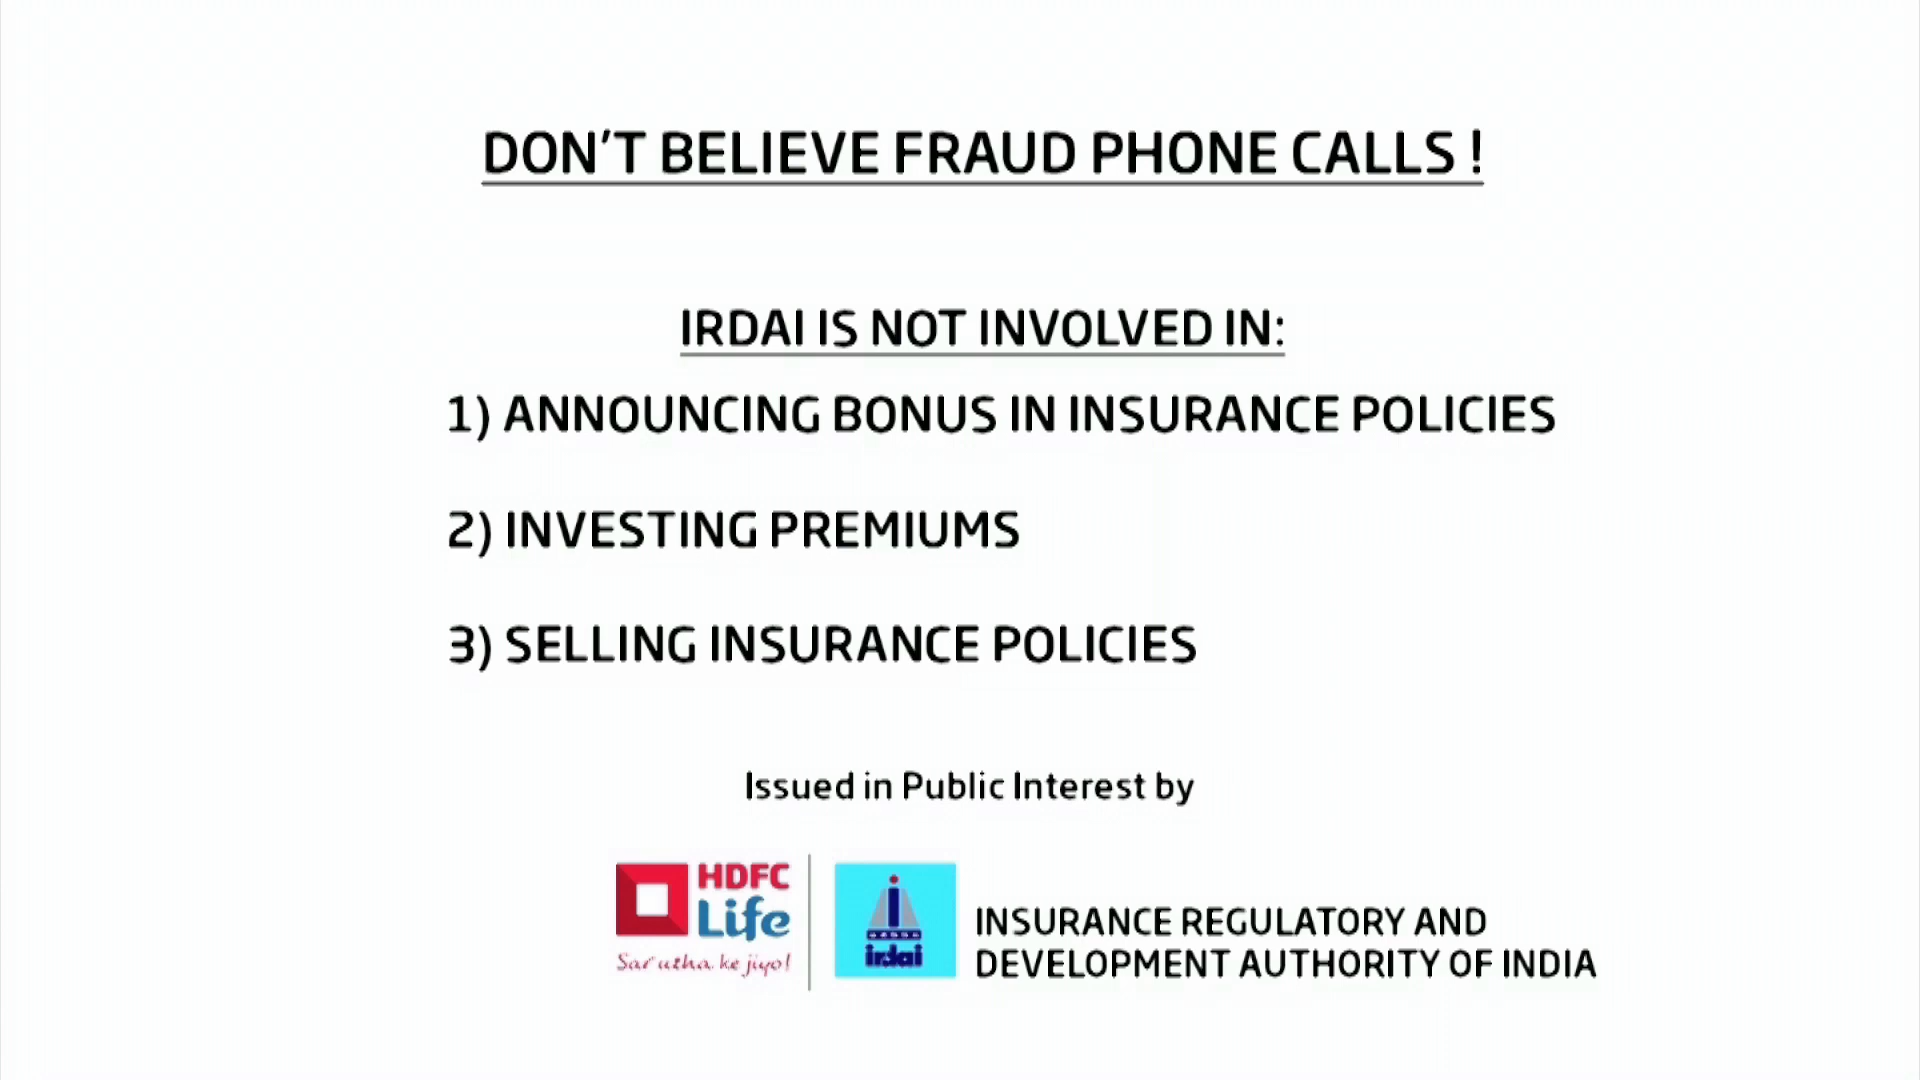 DON'T BELIEVE FRAUD PHONE CALLS !
IRDAI IS NOT INVOLVED IN:
1) ANNOUNCING BONUS IN INSURANCE POLICIES
2) INVESTING PREMIUMS
3) SELLING INSURANCE POLICIES
Issued in Public Interest by
HDFC
Life
Sar utha ke jiyo!
irdai
INSURANCE REGULATORY AND
DEVELOPMENT AUTHORITY OF INDIA